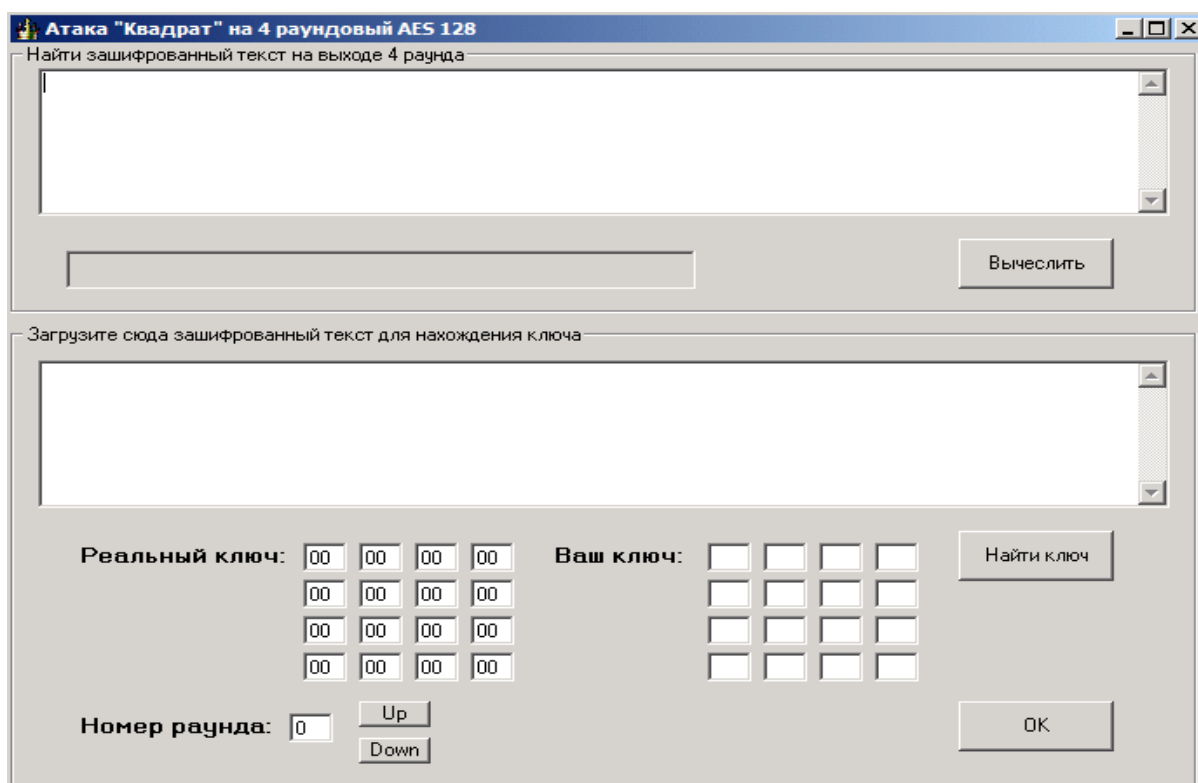 Атака "Квадрат" на 4 раундовый AES 128
Найти зашифрованный текст на выходе 4 раунда
Вычеслить
Загрузите сюда зашифрованный текст для нахождения ключа
Реальный ключ: 00 00 00 00 Ваш ключ: Найти ключ
00 00 00 00
00 00 00 00
00 00 00 00
Номер раунда: 0 Up
Down
OK